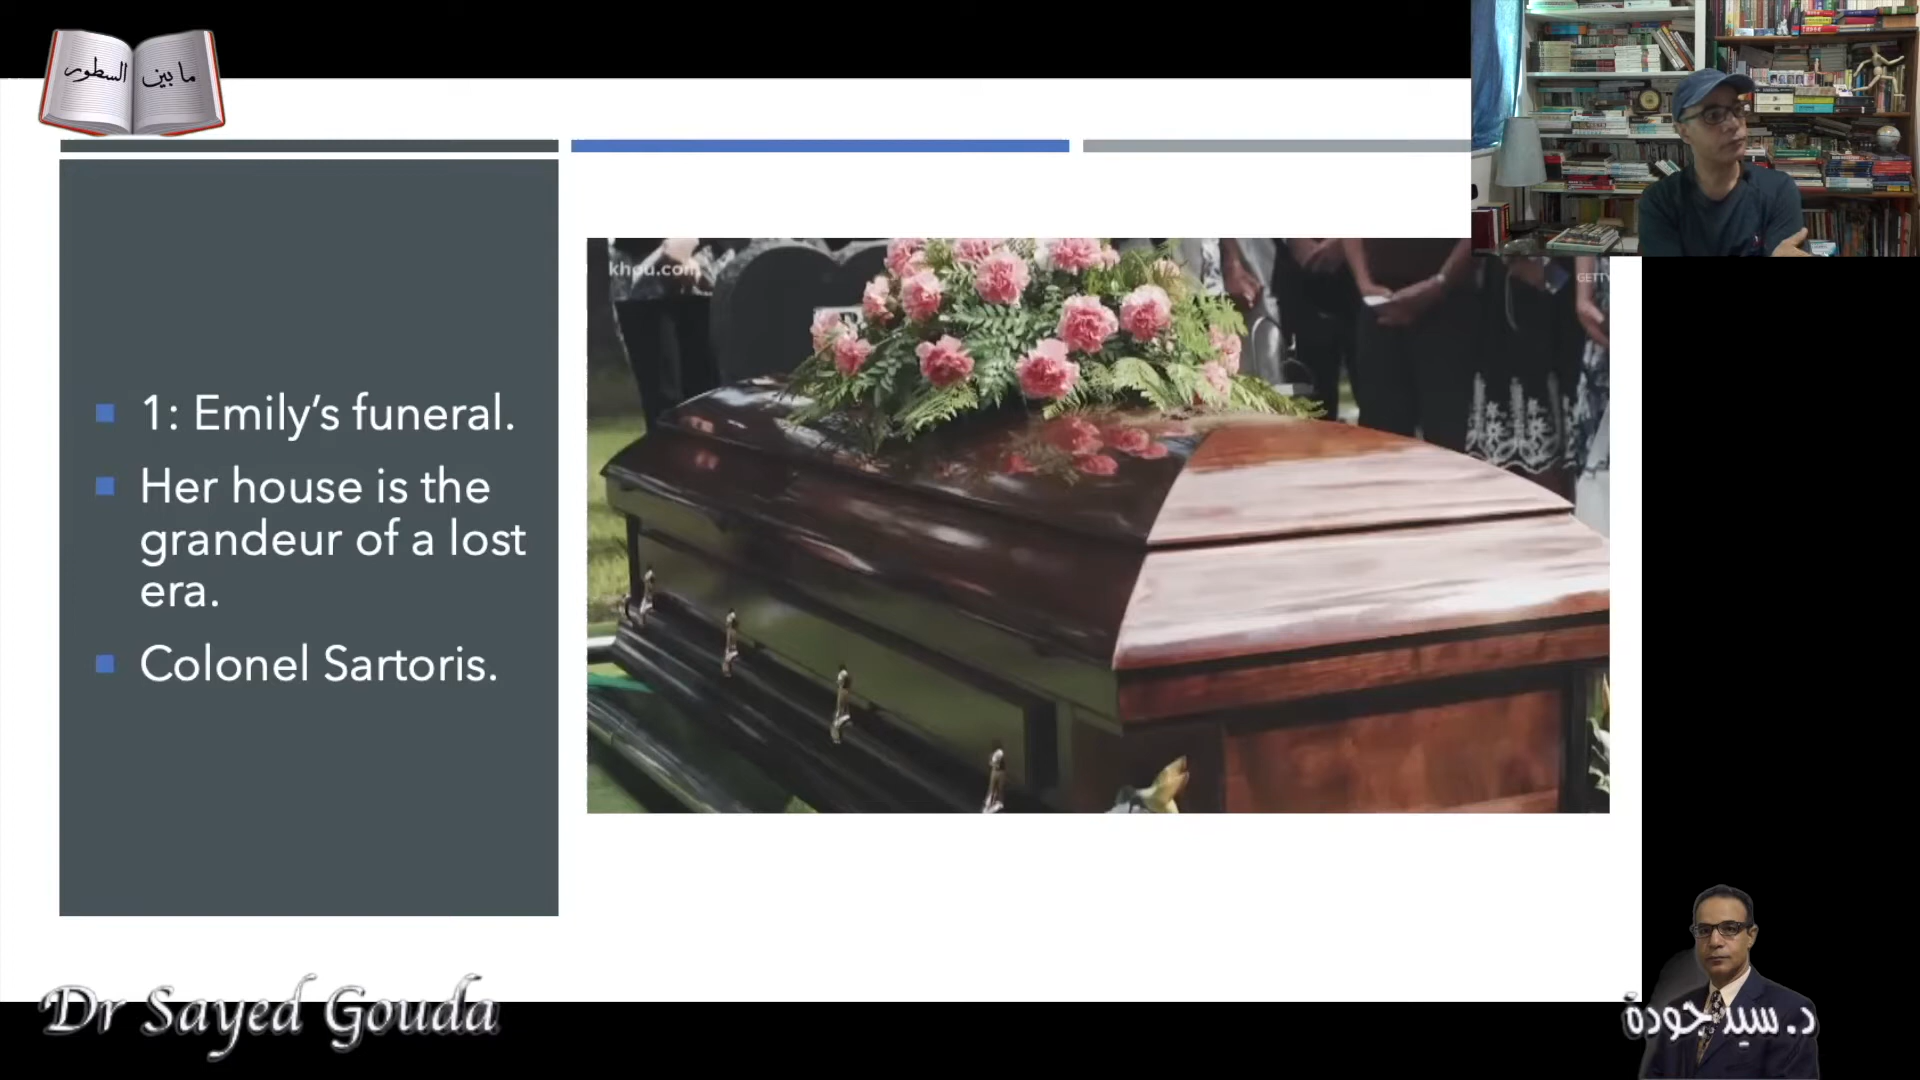 ما بين السطور
khou.com
GETTY
1: Emily’s funeral.
Her house is the
grandeur of a lost
era.
Colonel Sartoris.
Dr Sayed Gouda
د. سيد جودة